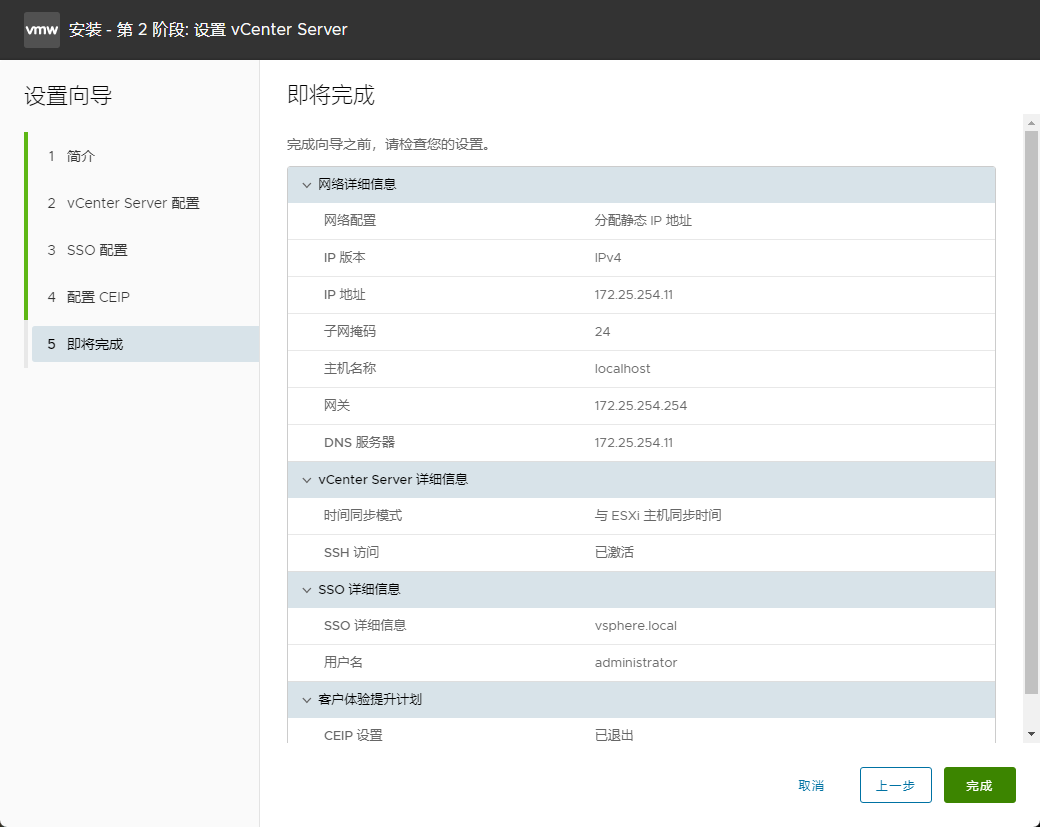 vmw 安装 - 第 2 阶段: 设置 vCenter Server
设置向导
1 简介
2 vCenter Server 配置
3 SSO 配置
4 配置 CEIP
5 即将完成
即将完成
完成向导之前，请检查您的设置。
网络详细信息
网络配置 分配静态 IP 地址
IP 版本 IPv4
IP 地址 172.25.254.11
子网掩码 24
主机名称 localhost
网关 172.25.254.254
DNS 服务器 172.25.254.11
vCenter Server 详细信息
时间同步模式 与 ESXi 主机同步时间
SSH 访问 已激活
SSO 详细信息
SSO 详细信息 vsphere.local
用户名 administrator
客户体验提升计划
CEIP 设置 已退出
取消 上一步 完成